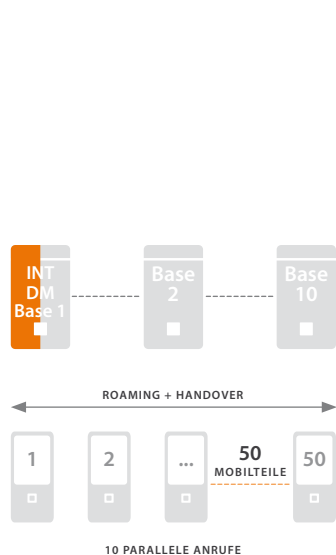 INT
DM
Base 1
Base
2
Base
10
ROAMING + HANDOVER
1
2
...
50
MOBILTEILE
50
10 PARALLELE ANRUFE